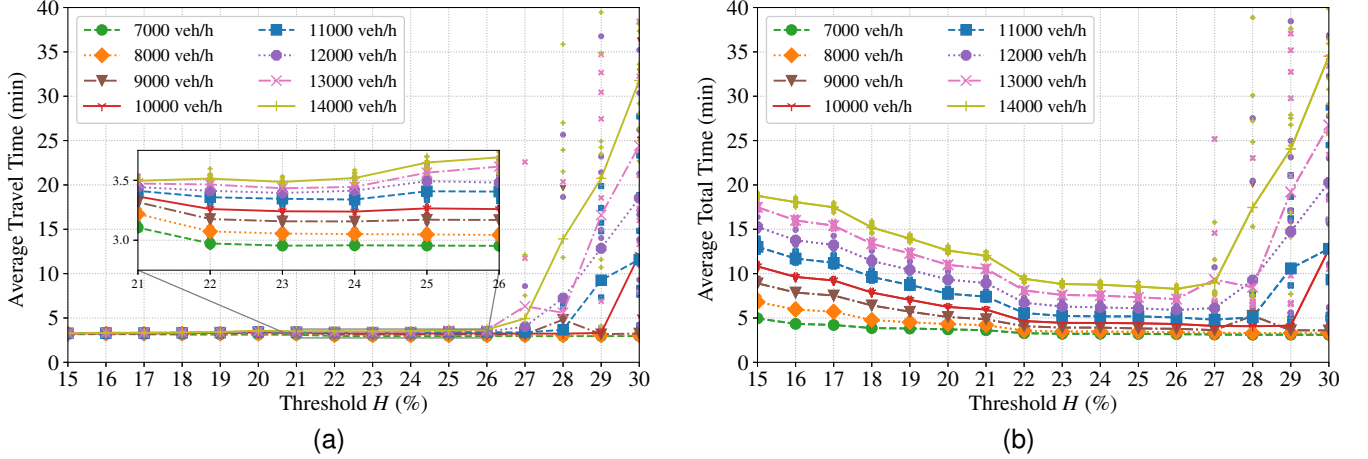 40
35
30
25
20
15
10
5
0
Average Travel Time (min)
7000 veh/h
8000 veh/h
9000 veh/h
10000 veh/h
11000 veh/h
12000 veh/h
13000 veh/h
14000 veh/h
3.5
3.0
21 22 23 24 25 26
15 16 17 18 19 20 21 22 23 24 25 26 27 28 29 30
Threshold H (%)
(a)
40
35
30
25
20
15
10
5
0
Average Total Time (min)
7000 veh/h
8000 veh/h
9000 veh/h
10000 veh/h
11000 veh/h
12000 veh/h
13000 veh/h
14000 veh/h
15 16 17 18 19 20 21 22 23 24 25 26 27 28 29 30
Threshold H (%)
(b)